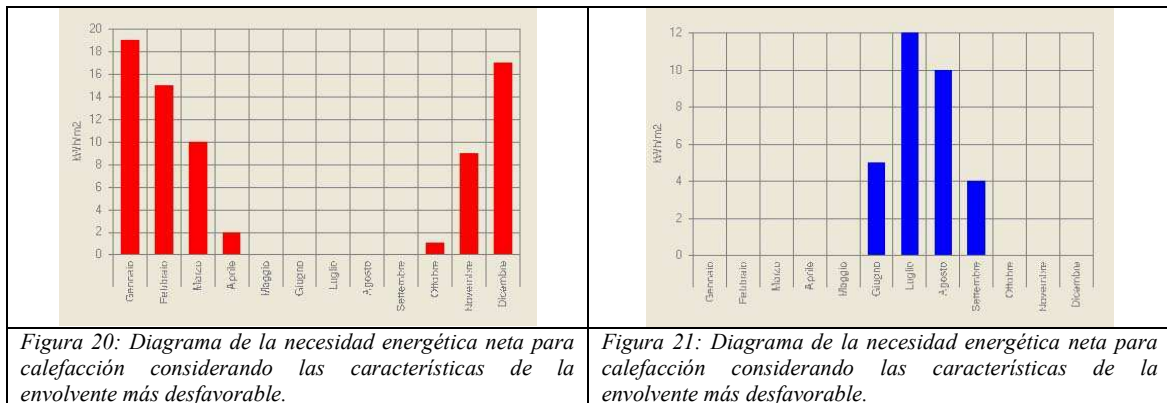 20
18
16
14
12
10
8
6
4
2
0
kWh/m2
Gennaio
Febbraio
Marzo
Aprile
Maggio
Giugno
Luglio
Agosto
Settembre
Ottobre
Novembre
Dicembre
Figura 20: Diagrama de la necesidad energética neta para
calefacción considerando las características de la
envolvente más desfavorable.
12
10
8
6
4
2
0
kWh/m2
Gennaio
Febbraio
Marzo
Aprile
Maggio
Giugno
Luglio
Agosto
Settembre
Ottobre
Novembre
Dicembre
Figura 21: Diagrama de la necesidad energética neta para
calefacción considerando las características de la
envolvente más desfavorable.